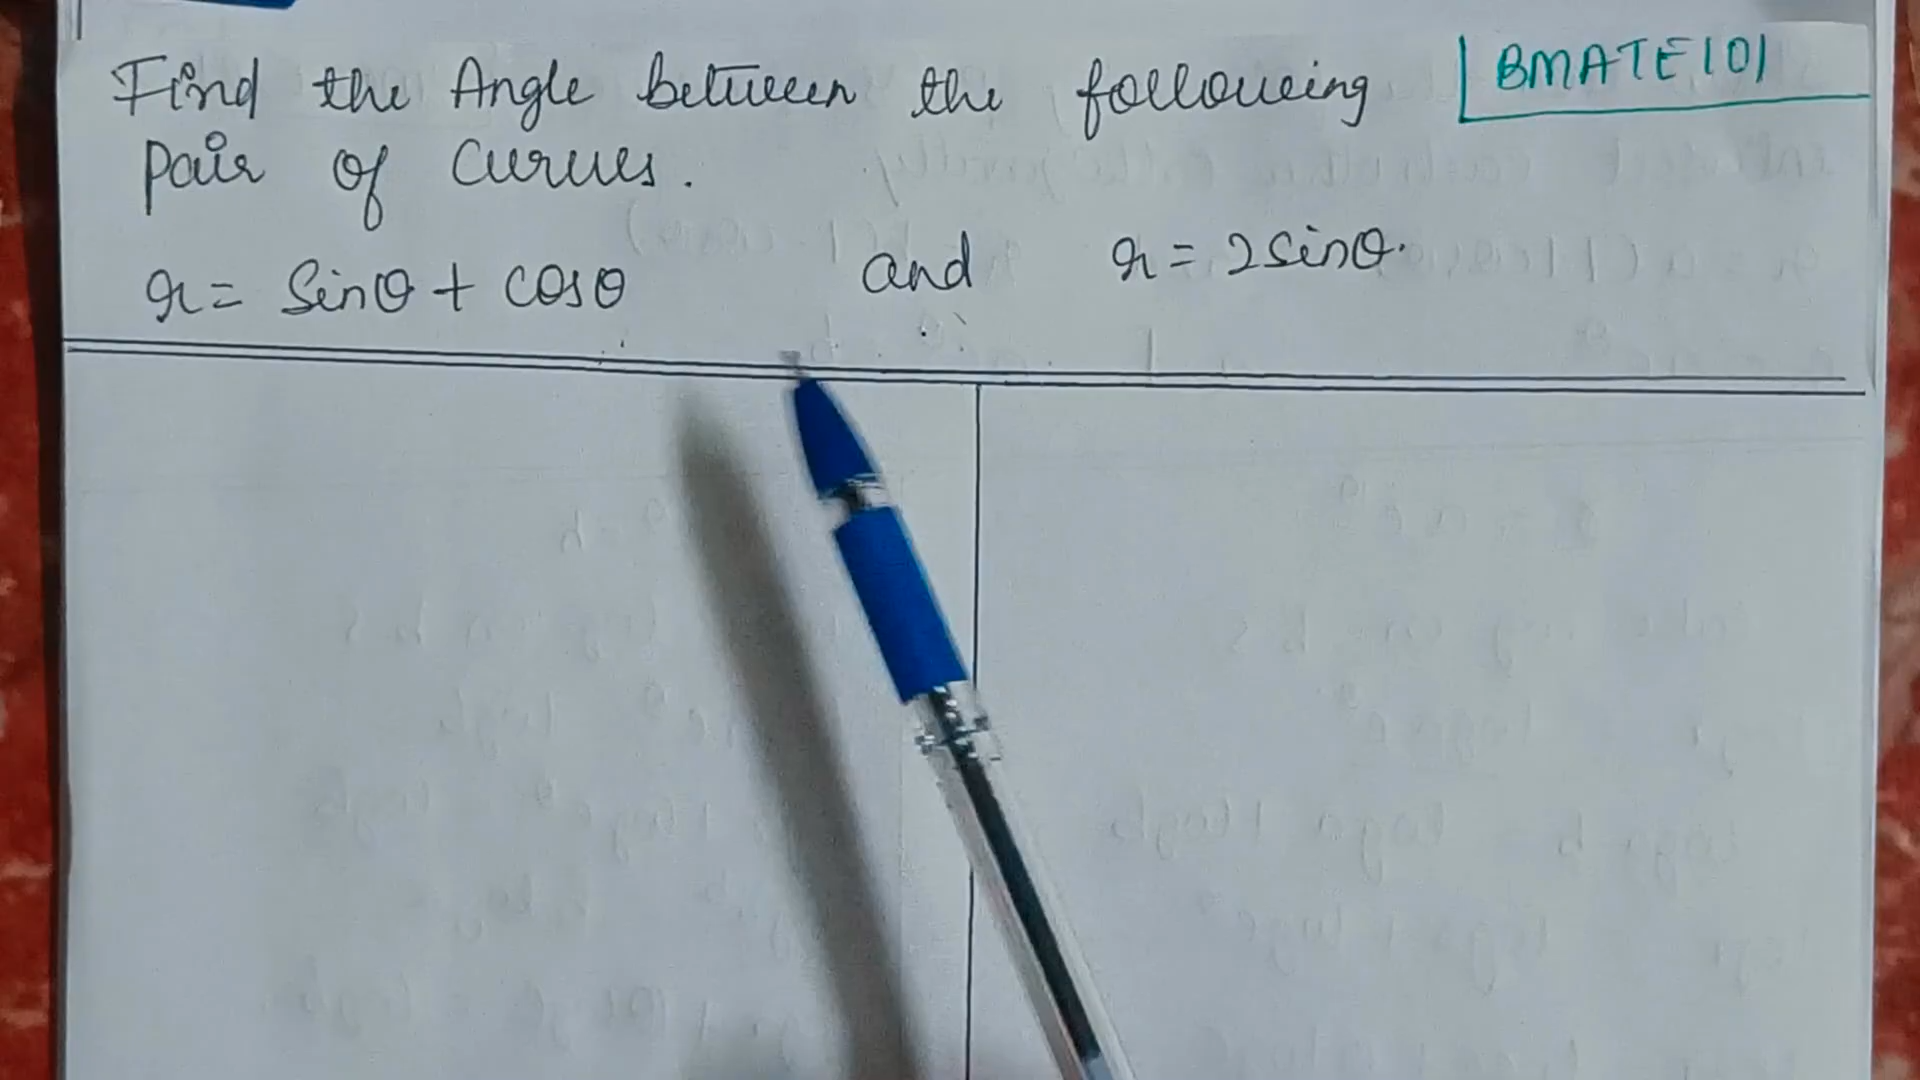 Find the Angle between the following
pair of Curves.
r = Sinθ + cosθ and r = 2sinθ.
BMATE101